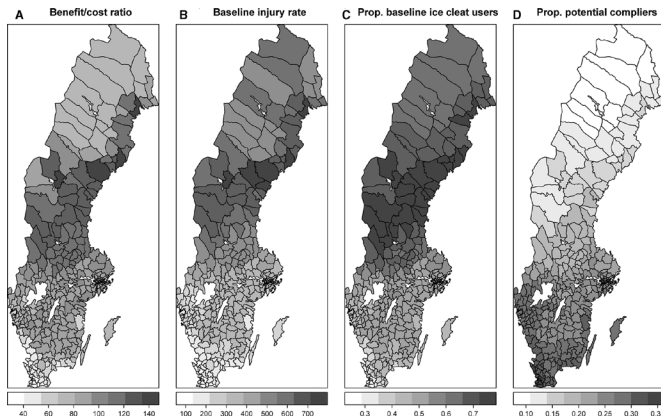 A Benefit/cost ratio
B Baseline injury rate
C Prop. baseline ice cleat users
D Prop. potential compliers
40 60 80 100 120 140
100 200 300 400 500 600 700
0.3 0.4 0.5 0.6 0.7
0.10 0.15 0.20 0.25 0.30